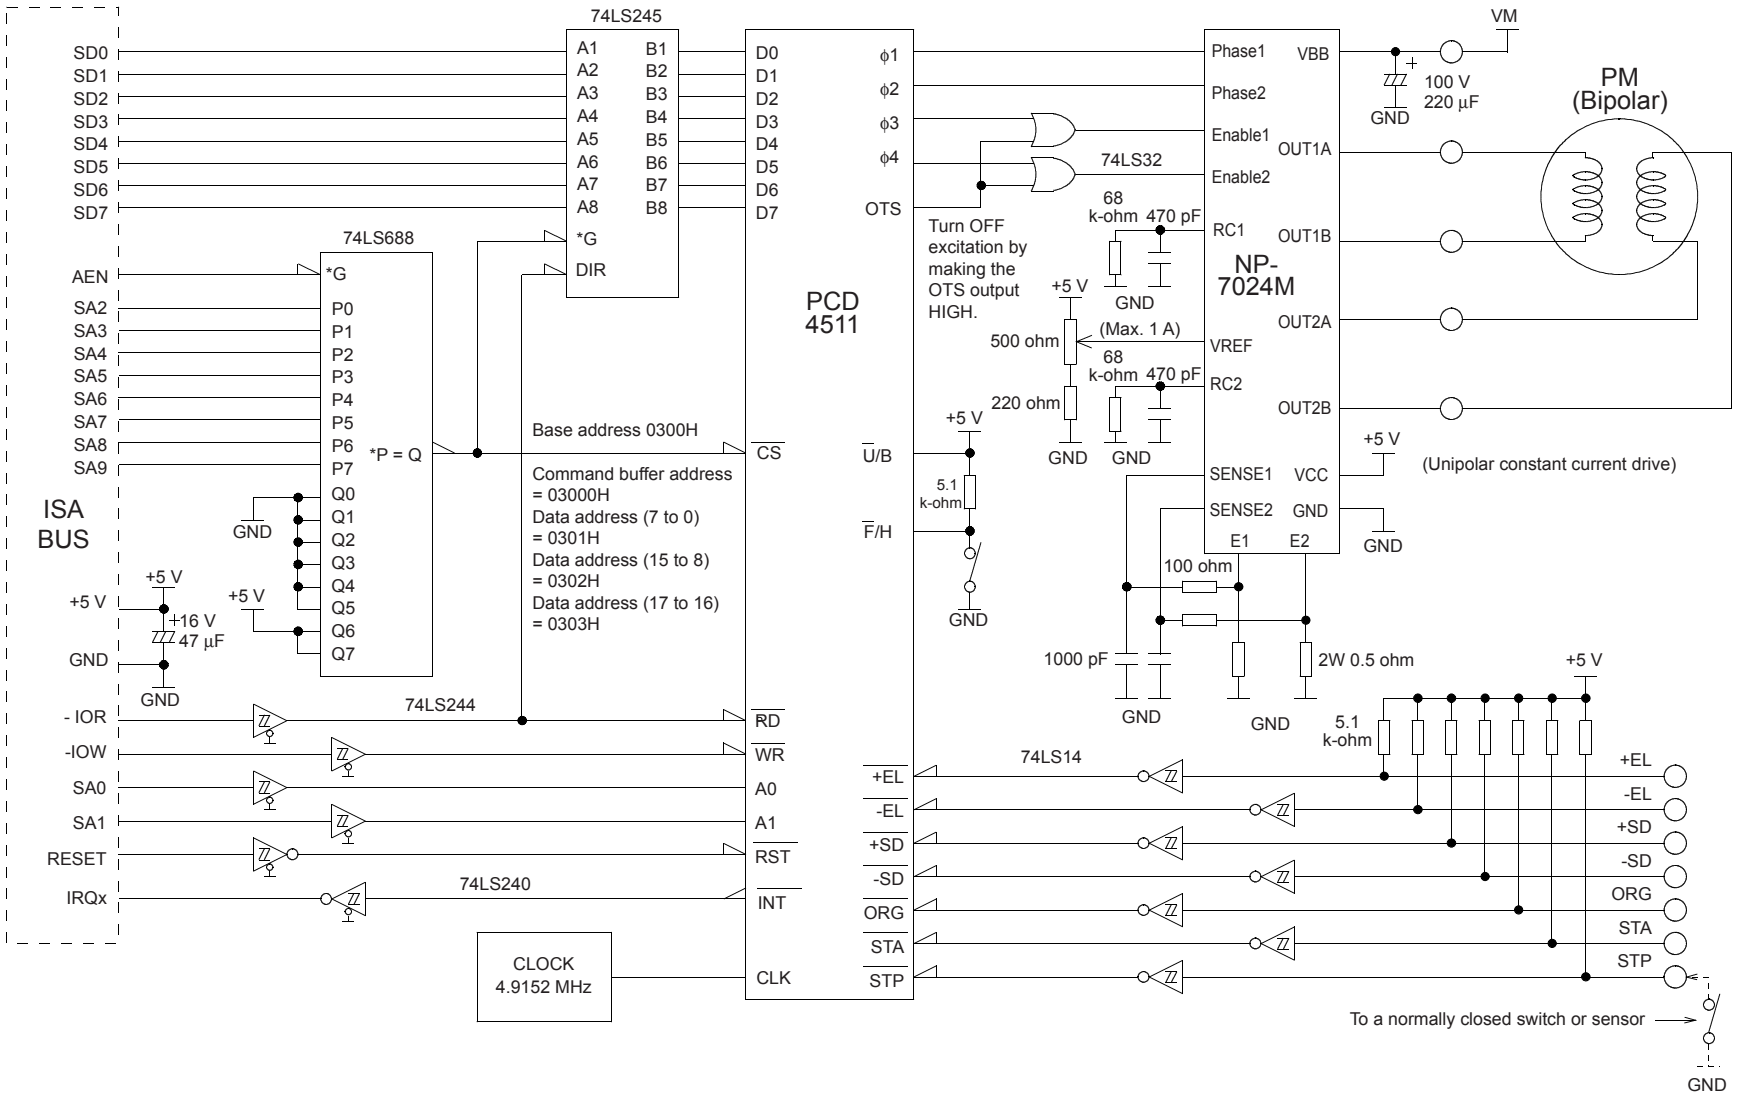 74LS245
VM
SD0
SD1
SD2
SD3
SD4
SD5
SD6
SD7
A1
A2
A3
A4
A5
A6
A7
A8
B1
B2
B3
B4
B5
B6
B7
B8
*G
DIR
D0
D1
D2
D3
D4
D5
D6
D7
ϕ1
ϕ2
ϕ3
ϕ4
OTS
74LS32
Turn OFF
excitation by
making the
OTS output
HIGH.
Phase1
Phase2
Enable1
Enable2
RC1
NP-
7024M
VREF
RC2
SENSE1
SENSE2
E1
E2
VBB
OUT1A
OUT1B
OUT2A
OUT2B
VCC
GND
+
100 V
220 μF
GND
PM
(Bipolar)
68
k-ohm
470 pF
GND
+5 V
500 ohm
(Max. 1 A)
68
k-ohm
470 pF
220 ohm
GND
GND
+5 V
GND
(Unipolar constant current drive)
74LS688
AEN
SA2
SA3
SA4
SA5
SA6
SA7
SA8
SA9
*G
P0
P1
P2
P3
P4
P5
P6
P7
*P = Q
Q0
Q1
Q2
Q3
Q4
Q5
Q6
Q7
GND
+5 V
ISA
BUS
+5 V
+5 V
+16 V
47 μF
GND
GND
PCD
4511
Base address 0300H
Command buffer address
= 03000H
Data address (7 to 0)
= 0301H
Data address (15 to 8)
= 0302H
Data address (17 to 16)
= 0303H
CS
U/B
F/H
+5 V
5.1
k-ohm
GND
100 ohm
1000 pF
GND
2W 0.5 ohm
GND
- IOR
-IOW
SA0
SA1
RESET
IRQx
74LS244
74LS240
RD
WR
A0
A1
RST
INT
CLK
CLOCK
4.9152 MHz
+EL
-EL
+SD
-SD
ORG
STA
STP
74LS14
+5 V
5.1
k-ohm
+EL
-EL
+SD
-SD
ORG
STA
STP
To a normally closed switch or sensor
GND